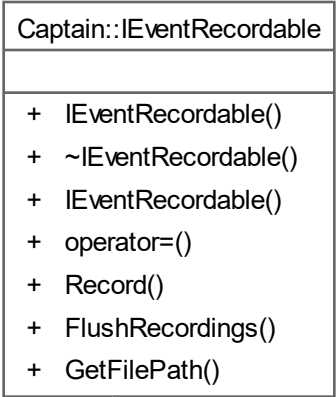 Captain::IEventRecordable
+ IEventRecordable()
+ ~IEventRecordable()
+ IEventRecordable()
+ operator=()
+ Record()
+ FlushRecordings()
+ GetFilePath()